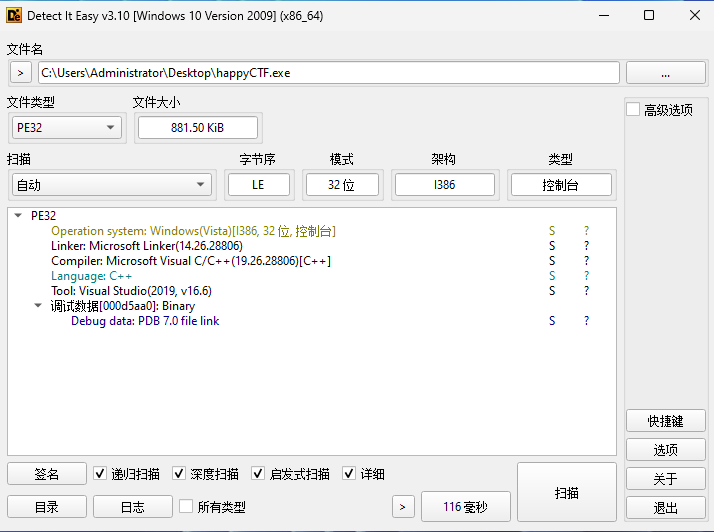 Detect It Easy v3.10 [Windows 10 Version 2009] (x86_64)
文件名
> C:\Users\Administrator\Desktop\happyCTF.exe ...
文件类型 文件大小
PE32 881.50 KiB
高级选项
扫描 字节序 模式 架构 类型
自动 LE 32 位 I386 控制台
PE32
Operation system: Windows(Vista)[I386, 32 位, 控制台] S ?
Linker: Microsoft Linker(14.26.28806) S ?
Compiler: Microsoft Visual C/C++(19.26.28806)[C++] S ?
Language: C++ S ?
Tool: Visual Studio(2019, v16.6) S ?
调试数据[000d5aa0]: Binary
Debug data: PDB 7.0 file link S ?
快捷键
选项
关于
退出
签名 递归扫描 深度扫描 启发式扫描 详细
目录 日志 所有类型 > 116 毫秒 扫描